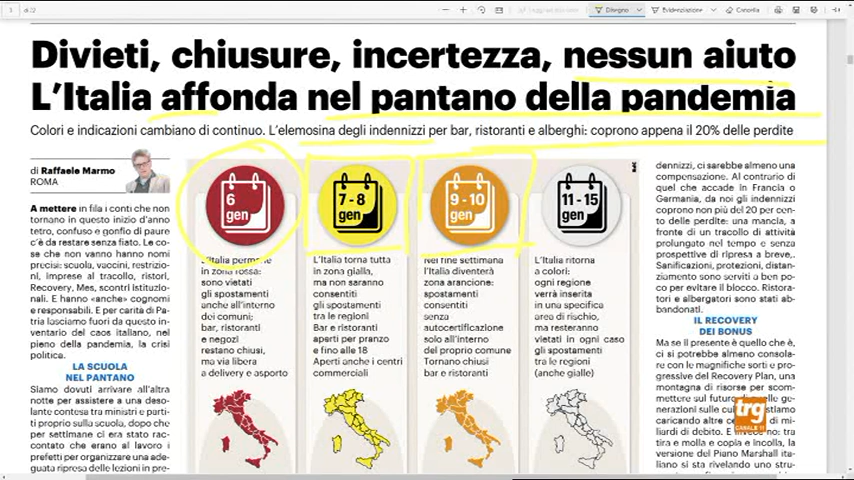 Disegno
Evidenziazione
Cancella
Divieti, chiusure, incertezza, nessun aiuto
L'Italia affonda nel pantano della pandemia
Colori e indicazioni cambiano di continuo. L'elemosina degli indennizzi per bar, ristoranti e alberghi: coprono appena il 20% delle perdite
di Raffaele Marmo
ROMA
A mettere in fila i conti che non
tornano in questo inizio d'anno
tetro, confuso e gonfio di paure
c'è da restare senza fiato. Le co-
se che non vanno hanno nomi
precisi: scuola, vaccini, restrizio-
ni, imprese al tracollo, ristori,
Recovery, Mes, scontri istituzio-
nali. E hanno «anche» cognomi
e responsabili. E per carità di Pa-
tria lasciamo fuori da questo in-
ventario del caos italiano, nel
pieno della pandemia, la crisi
politica.
LA SCUOLA
NEL PANTANO
Siamo dovuti arrivare all'altra
notte per assistere a una deso-
lante contesa tra ministri e parti-
ti proprio sulla scuola, dopo che
per settimane ci era stato rac-
contato che erano al lavoro i
prefetti per organizzare una ade-
guata ripresa delle lezioni in pre-
6
gen
L'Italia permane
in zona rossa:
sono vietati
gli spostamenti
anche all'interno
dei comuni;
bar, ristoranti
e negozi
restano chiusi,
ma via libera
a delivery e asporto
7 - 8
gen
L'Italia torna tutta
in zona gialla,
ma non saranno
consentiti
gli spostamenti
tra le regioni
Bar e ristoranti
aperti per pranzo
e fino alle 18
Aperti anche i centri
commerciali
9 - 10
gen
Nel fine settimana
l'Italia diventerà
zona arancione:
spostamenti
consentiti
senza
autocertificazione
solo all'interno
del proprio comune
Tornano chiusi
bar e ristoranti
11 - 15
gen
L'Italia ritorna
a colori:
ogni regione
verrà inserita
in una specifica
area di rischio,
ma resteranno
vietati in ogni caso
gli spostamenti
tra le regioni
(anche gialle)
dennizzi, ci sarebbe almeno una
compensazione. Al contrario di
quel che accade in Francia o
Germania, da noi gli indennizzi
coprono non più del 20 per cen-
to delle perdite: una mancia, a
fronte di un tracollo di attività
prolungato nel tempo e senza
prospettive di ripresa a breve.
Sanificazioni, protezioni, distan-
ziamento sono serviti a ben po-
co per evitare il blocco. Ristora-
tori e albergatori sono stati ab-
bandonati.
IL RECOVERY
DEI BONUS
Ma se il presente è quello che è,
ci si potrebbe almeno consola-
re con le magnifiche sorti e pro-
gressive del Recovery Plan, una
montagna di risorse per scom-
mettere sul futuro
nerazioni sulle
caricando altre
liardi di debito.
tira e molla e copia e incolla, la
versione del Piano Marshall ita-
liano si sta rivelando uno stru-
trg
CANALE 11